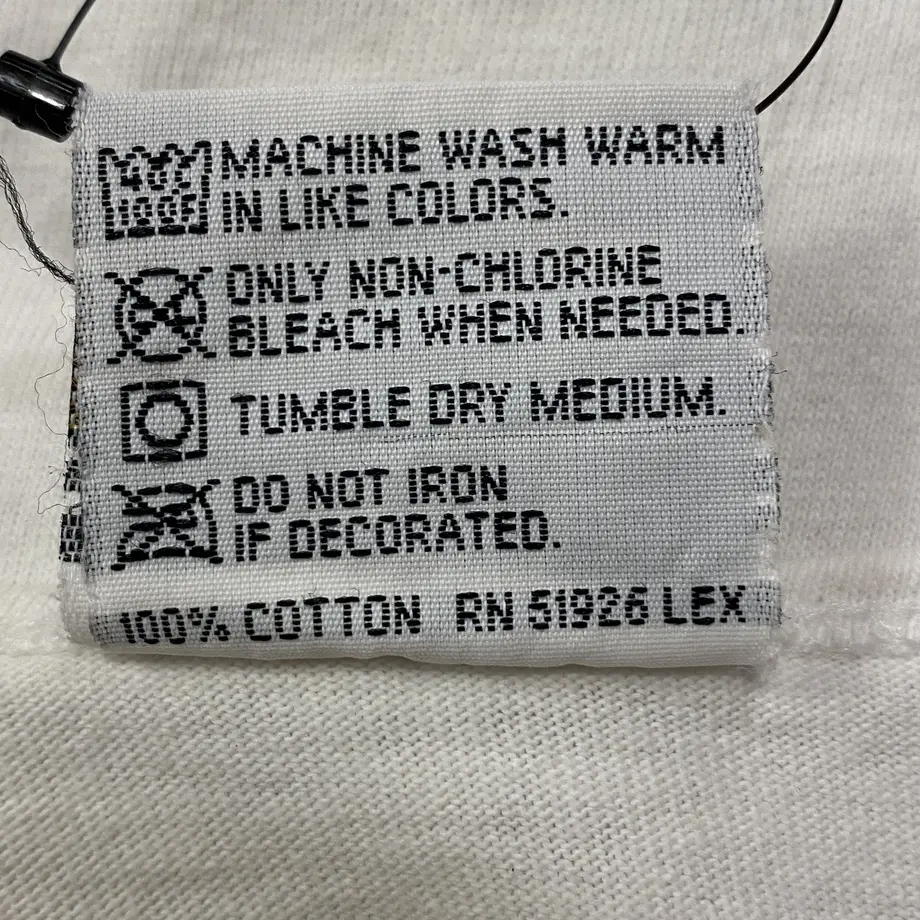 MACHINE WASH WARM
IN LIKE COLORS.
ONLY NON-CHLORINE
BLEACH WHEN NEEDED.
TUMBLE DRY MEDIUM.
DO NOT IRON
IF DECORATED.
100% COTTON RN 51926 LEX